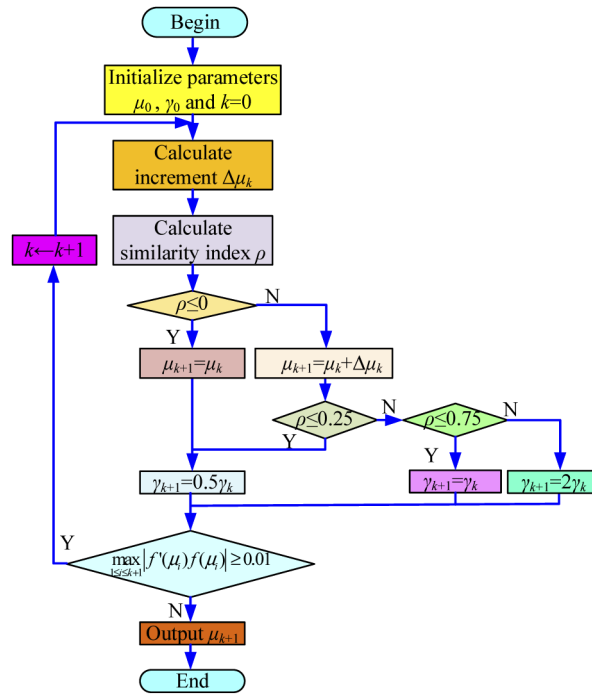 Begin
Initialize parameters
μ₀ , γ₀ and k=0
Calculate
increment Δμₖ
Calculate
similarity index ρ
k←k+1
ρ≤0
N
Y
μₖ₊₁=μₖ
μₖ₊₁=μₖ+Δμₖ
ρ≤0.25
N
ρ≤0.75
N
Y
Y
γₖ₊₁=0.5γₖ
γₖ₊₁=γₖ
γₖ₊₁=2γₖ
Y
max |f'(μᵢ)f(μᵢ)| ≥ 0.01
1≤i≤k+1
N
Output μₖ₊₁
End